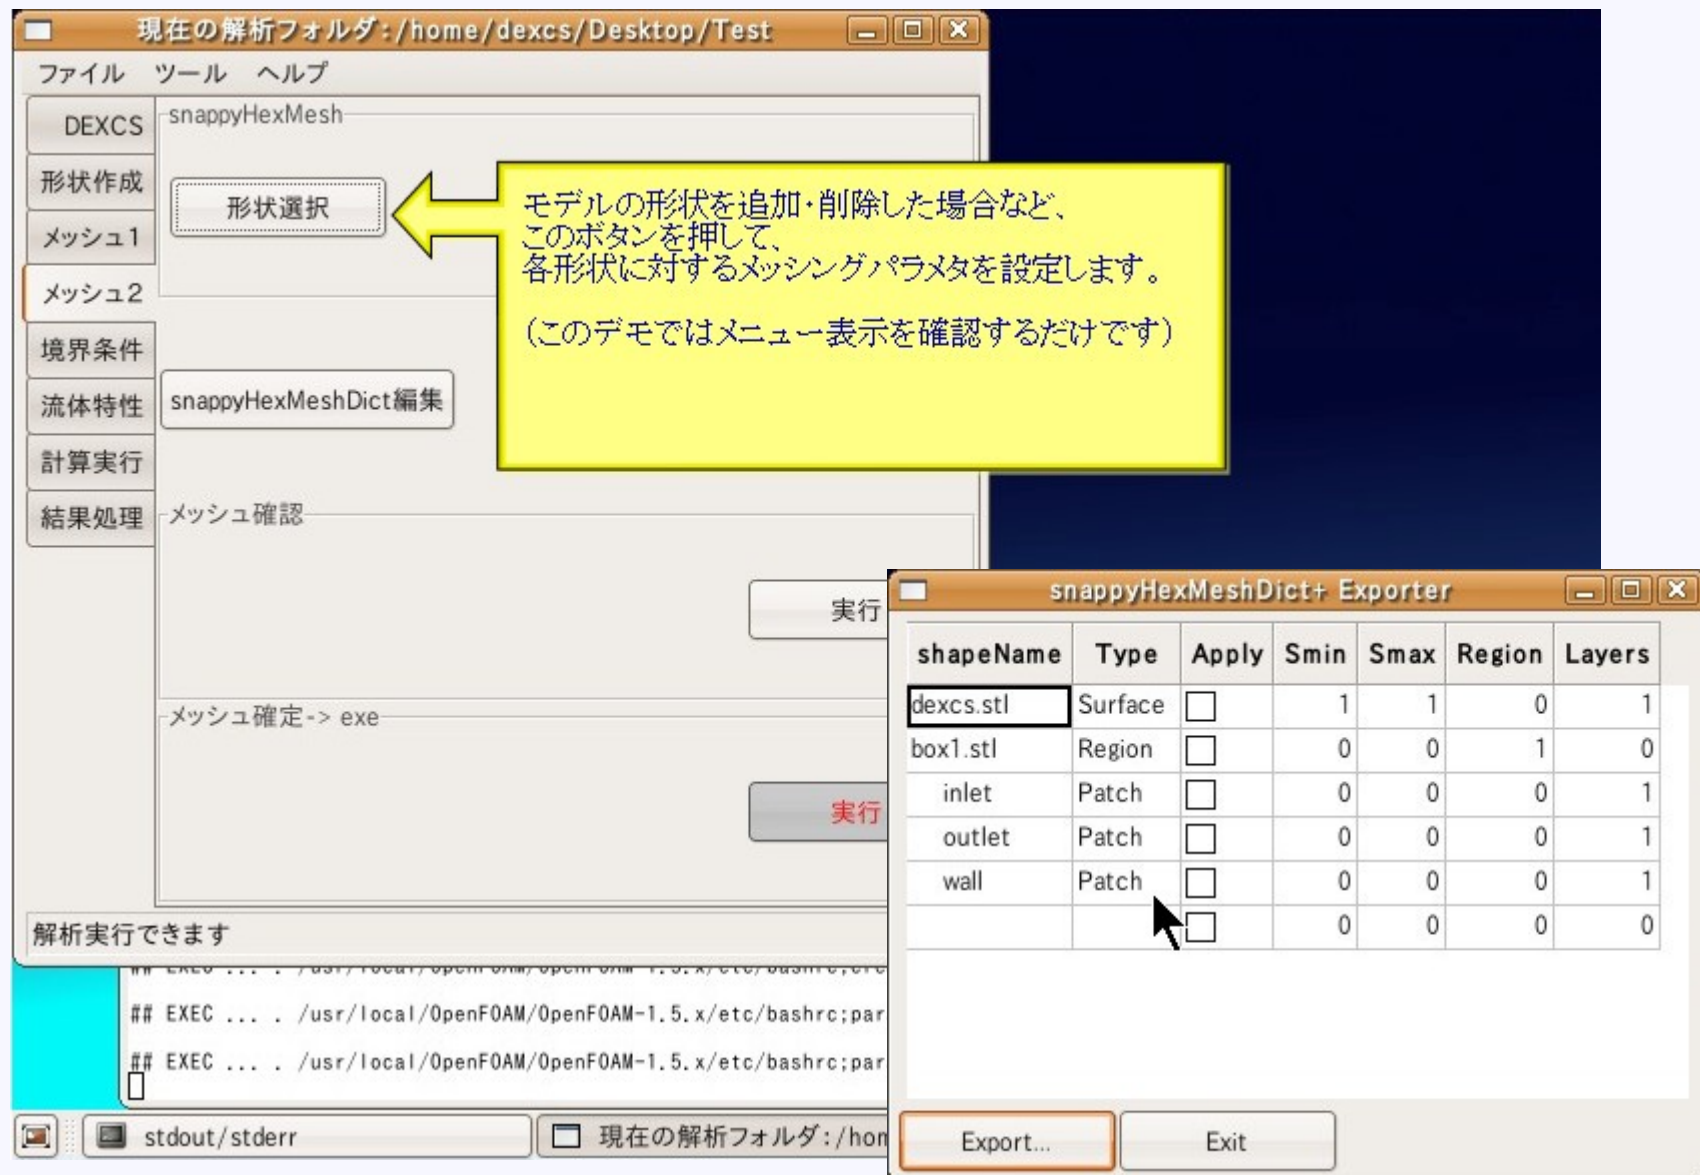 現在の解析フォルダ:/home/dexcs/Desktop/Test
ファイル ツール ヘルプ
DEXCS
形状作成
メッシュ1
メッシュ2
境界条件
流体特性
計算実行
結果処理
snappyHexMesh
形状選択
モデルの形状を追加・削除した場合など、
このボタンを押して、
各形状に対するメッシングパラメタを設定します。
(このデモではメニュー表示を確認するだけです)
snappyHexMeshDict編集
メッシュ確認
実行
メッシュ確定-> exe
実行
解析実行できます
snappyHexMeshDict+ Exporter
shapeName Type Apply Smin Smax Region Layers
dexcs.stl Surface 1 1 0 1
box1.stl Region 0 0 1 0
inlet Patch 0 0 0 1
outlet Patch 0 0 0 1
wall Patch 0 0 0 1
0 0 0 0
Export... Exit
## EXEC ... . /usr/local/OpenFOAM/OpenFOAM-1.5.x/etc/bashrc;
## EXEC ... . /usr/local/OpenFOAM/OpenFOAM-1.5.x/etc/bashrc;par
## EXEC ... . /usr/local/OpenFOAM/OpenFOAM-1.5.x/etc/bashrc;par
stdout/stderr
現在の解析フォルダ:/hon